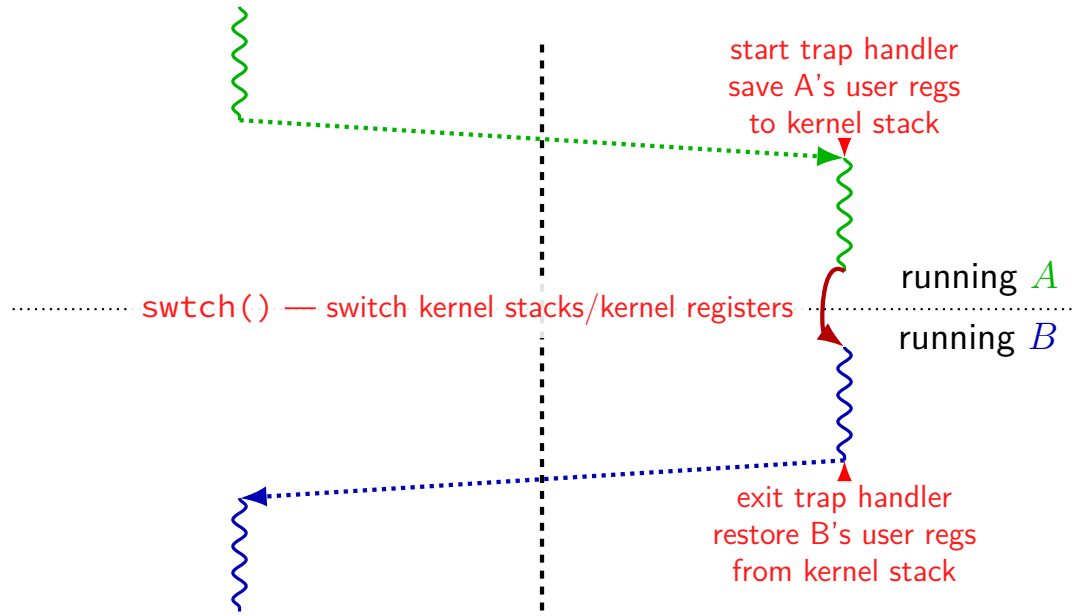 start trap handler
save A's user regs
to kernel stack
running A
swtch() — switch kernel stacks/kernel registers
running B
exit trap handler
restore B's user regs
from kernel stack